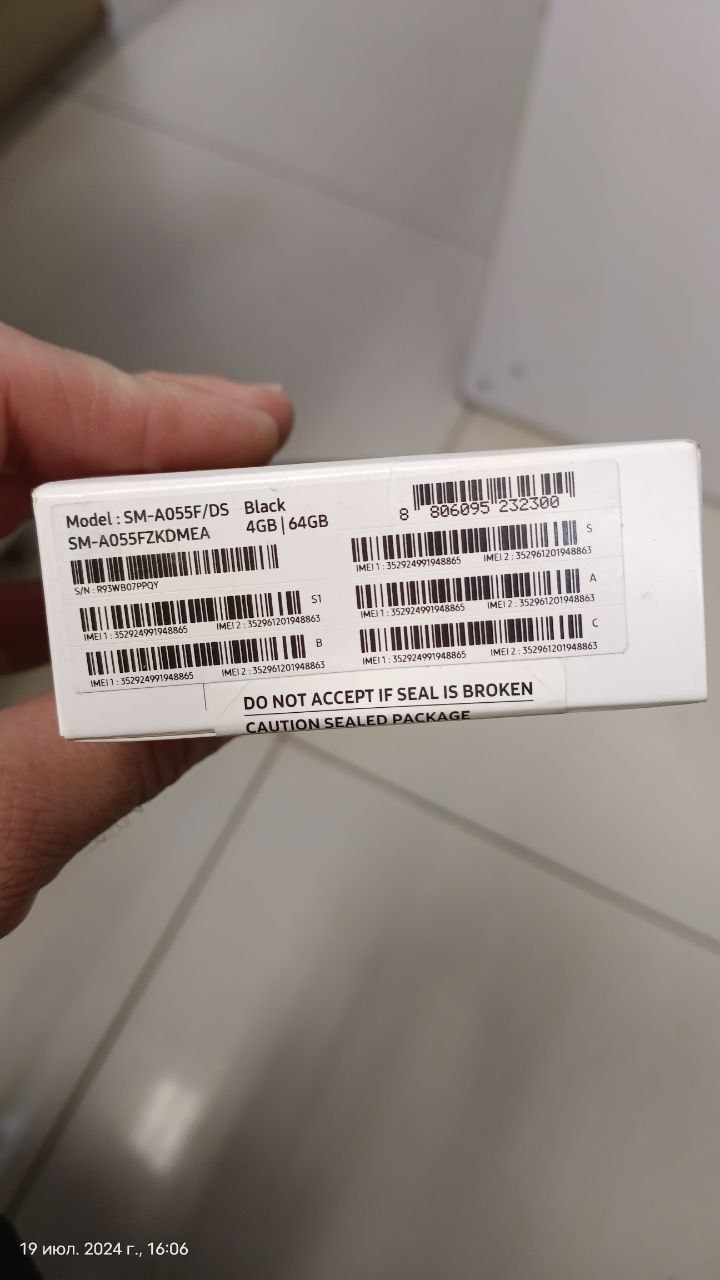 Model : SM-A055F/DS Black
SM-A055FZKDMEA 4GB | 64GB
S/N : R93WB07PPQY
8 806095 232300
IMEI 1 : 352924991948865 IMEI 2 : 352961201948863 S
IMEI 1 : 352924991948865 IMEI 2 : 352961201948863 S1
IMEI 1 : 352924991948865 IMEI 2 : 352961201948863 A
IMEI 1 : 352924991948865 IMEI 2 : 352961201948863 B
IMEI 1 : 352924991948865 IMEI 2 : 352961201948863 C
DO NOT ACCEPT IF SEAL IS BROKEN
CAUTION SEALED PACKAGE
19 июл. 2024 г., 16:06